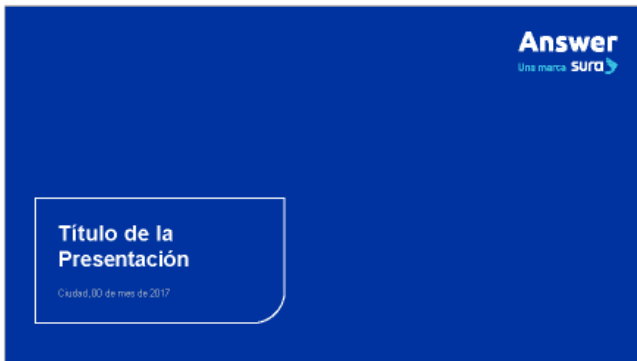 Answer
Una marca sura
Título de la
Presentación
Ciudad,00 de mes de 2017